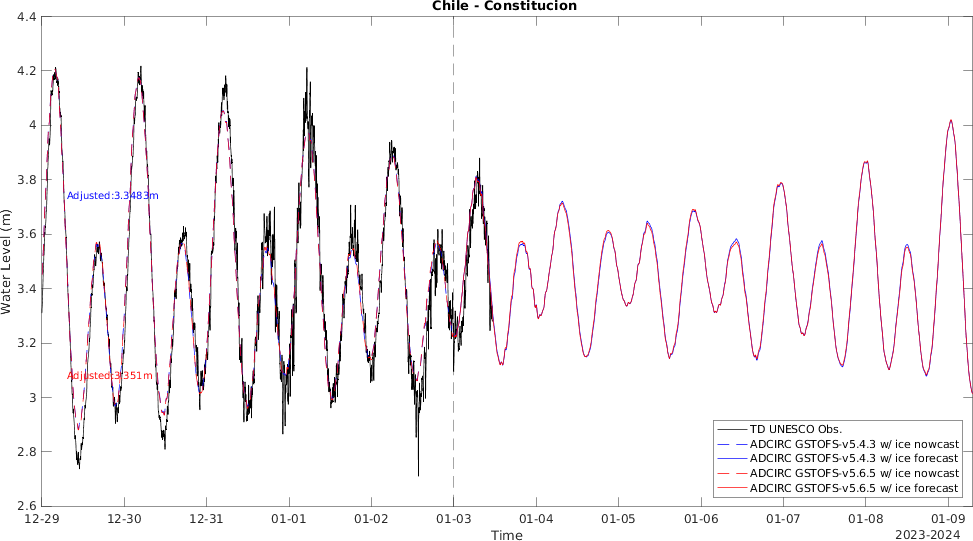 Chile - Constitucion
Water Level (m)
4.4
4.2
4
3.8
3.6
3.4
3.2
3
2.8
2.6
Adjusted:3.3483m
Adjusted:3.351m
TD UNESCO Obs.
ADCIRC GSTOFS-v5.4.3 w/ ice nowcast
ADCIRC GSTOFS-v5.4.3 w/ ice forecast
ADCIRC GSTOFS-v5.6.5 w/ ice nowcast
ADCIRC GSTOFS-v5.6.5 w/ ice forecast
12-29 12-30 12-31 01-01 01-02 01-03 01-04 01-05 01-06 01-07 01-08 01-09
Time
2023-2024